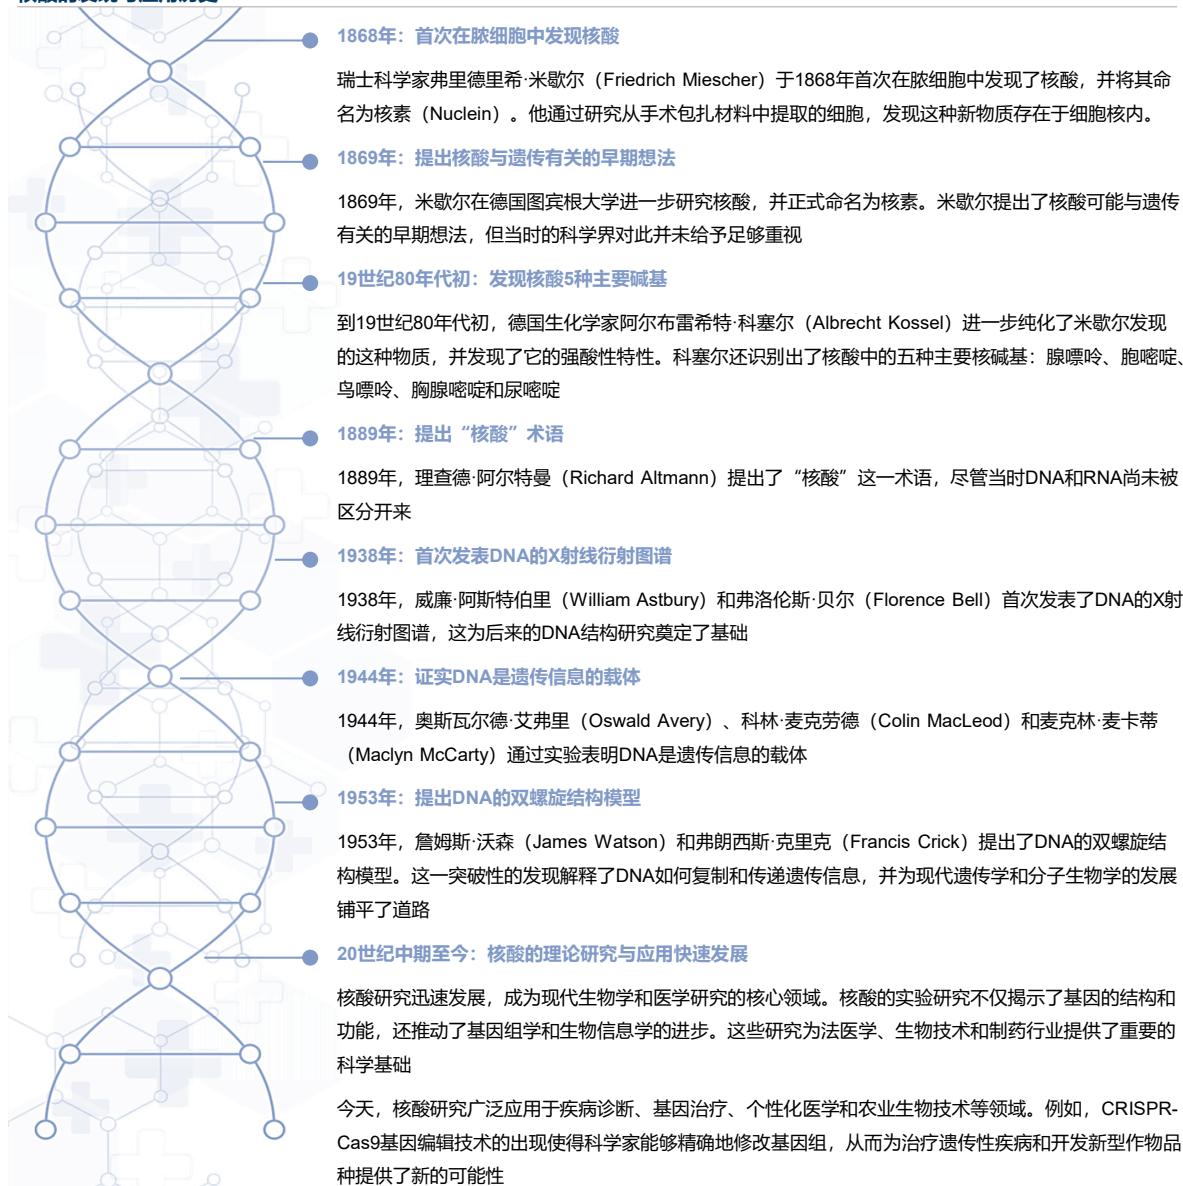 1868年：首次在脓细胞中发现核酸
瑞士科学家弗里德里希·米歇尔（Friedrich Miescher）于1868年首次在脓细胞中发现了核酸，并将其命
名为核素（Nuclein）。他通过研究从手术包扎材料中提取的细胞，发现这种新物质存在于细胞核内。
1869年：提出核酸与遗传有关的早期想法
1869年，米歇尔在德国图宾根大学进一步研究核酸，并正式命名为核素。米歇尔提出了核酸可能与遗传
有关的早期想法，但当时的科学界对此并未给予足够重视
19世纪80年代初：发现核酸5种主要碱基
到19世纪80年代初，德国生化学家阿尔布雷希特·科塞尔（Albrecht Kossel）进一步纯化了米歇尔发现
的这种物质，并发现了它的强酸性特性。科塞尔还识别出了核酸中的五种主要核碱基：腺嘌呤、胞嘧啶、
鸟嘌呤、胸腺嘧啶和尿嘧啶
1889年：提出“核酸”术语
1889年，理查德·阿尔特曼（Richard Altmann）提出了“核酸”这一术语，尽管当时DNA和RNA尚未被
区分开来
1938年：首次发表DNA的X射线衍射图谱
1938年，威廉·阿斯特伯里（William Astbury）和弗洛伦斯·贝尔（Florence Bell）首次发表了DNA的X射
线衍射图谱，这为后来的DNA结构研究奠定了基础
1944年：证实DNA是遗传信息的载体
1944年，奥斯瓦尔德·艾弗里（Oswald Avery）、科林·麦克劳德（Colin MacLeod）和麦克林·麦卡蒂
（Maclyn McCarty）通过实验表明DNA是遗传信息的载体
1953年：提出DNA的双螺旋结构模型
1953年，詹姆斯·沃森（James Watson）和弗朗西斯·克里克（Francis Crick）提出了DNA的双螺旋结
构模型。这一突破性的发现解释了DNA如何复制和传递遗传信息，并为现代遗传学和分子生物学的发展
铺平了道路
20世纪中期至今：核酸的理论研究与应用快速发展
核酸研究迅速发展，成为现代生物学和医学研究的核心领域。核酸的实验研究不仅揭示了基因的结构和
功能，还推动了基因组学和生物信息学的进步。这些研究为法医学、生物技术和制药行业提供了重要的
科学基础
今天，核酸研究广泛应用于疾病诊断、基因治疗、个性化医学和农业生物技术等领域。例如，CRISPR-
Cas9基因编辑技术的出现使得科学家能够精确地修改基因组，从而为治疗遗传性疾病和开发新型作物品
种提供了新的可能性